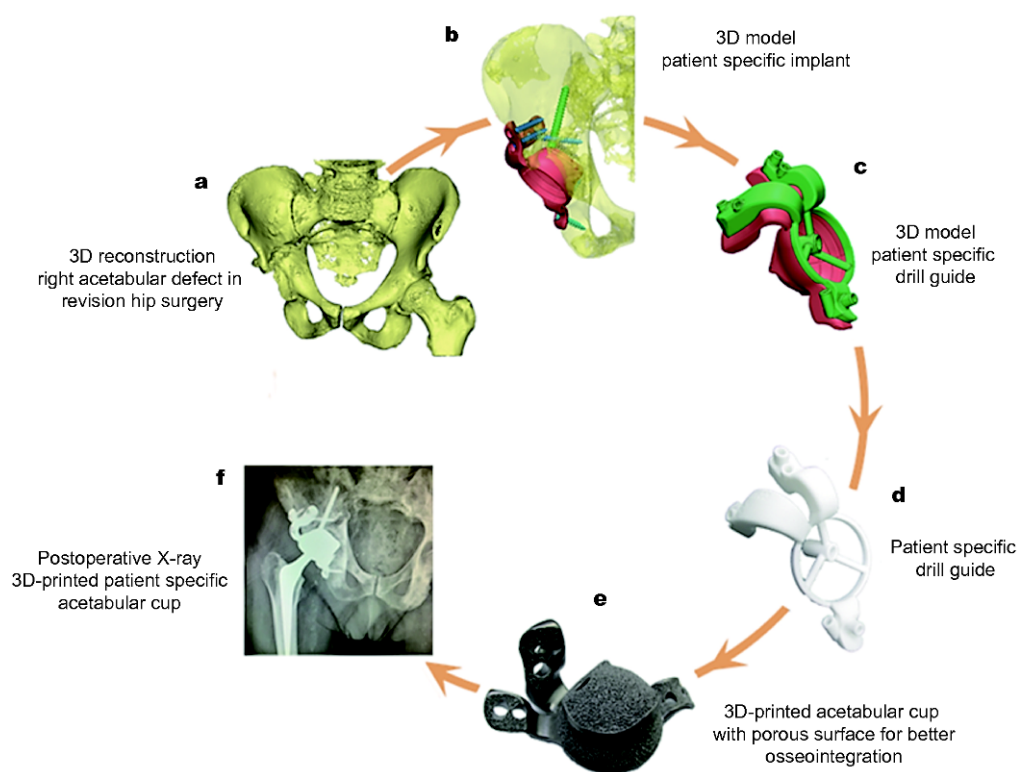 a
3D reconstruction
right acetabular defect in
revision hip surgery
b
3D model
patient specific implant
c
3D model
patient specific
drill guide
d
Patient specific
drill guide
e
3D-printed acetabular cup
with porous surface for better
osseointegration
f
Postoperative X-ray
3D-printed patient specific
acetabular cup